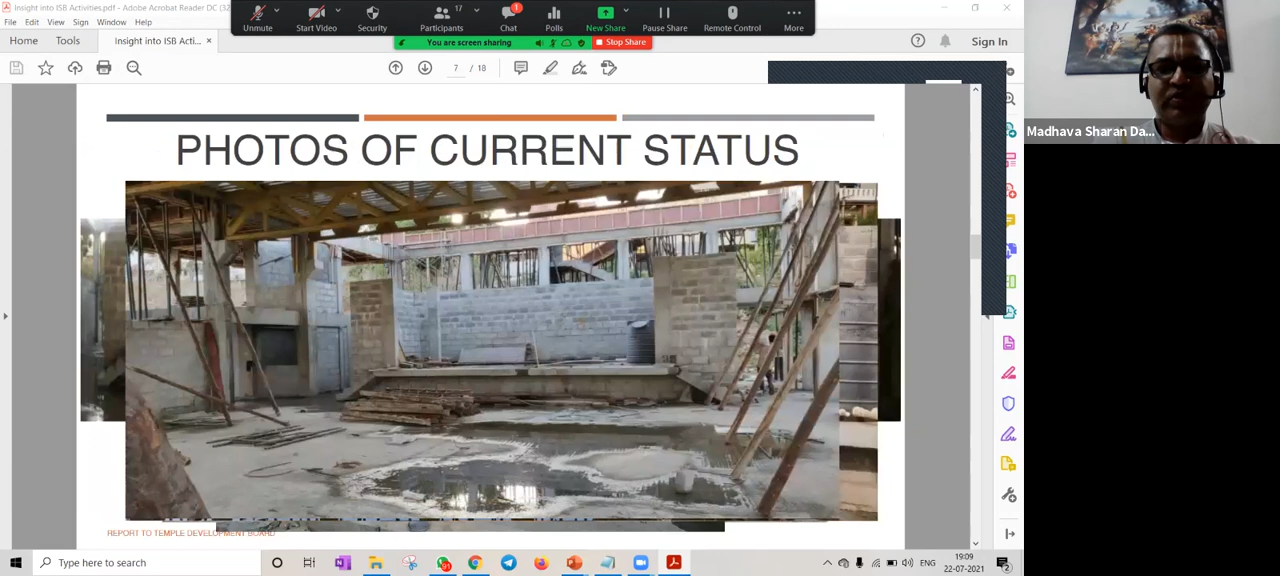 Insight into ISB Activities.pdf - Adobe Acrobat Reader DC (32
File Edit View Sign Window Help
Home Tools Insight into ISB Acti... × Sign In
Unmute Start Video Security Participants 17 Chat 1 Polls New Share Pause Share Remote Control More
You are screen sharing Stop Share
7 / 18
Madhava Sharan Da...
PHOTOS OF CURRENT STATUS
REPORT TO TEMPLE DEVELOPMENT BOARD
Type here to search
ENG
19:09
22-07-2021
2